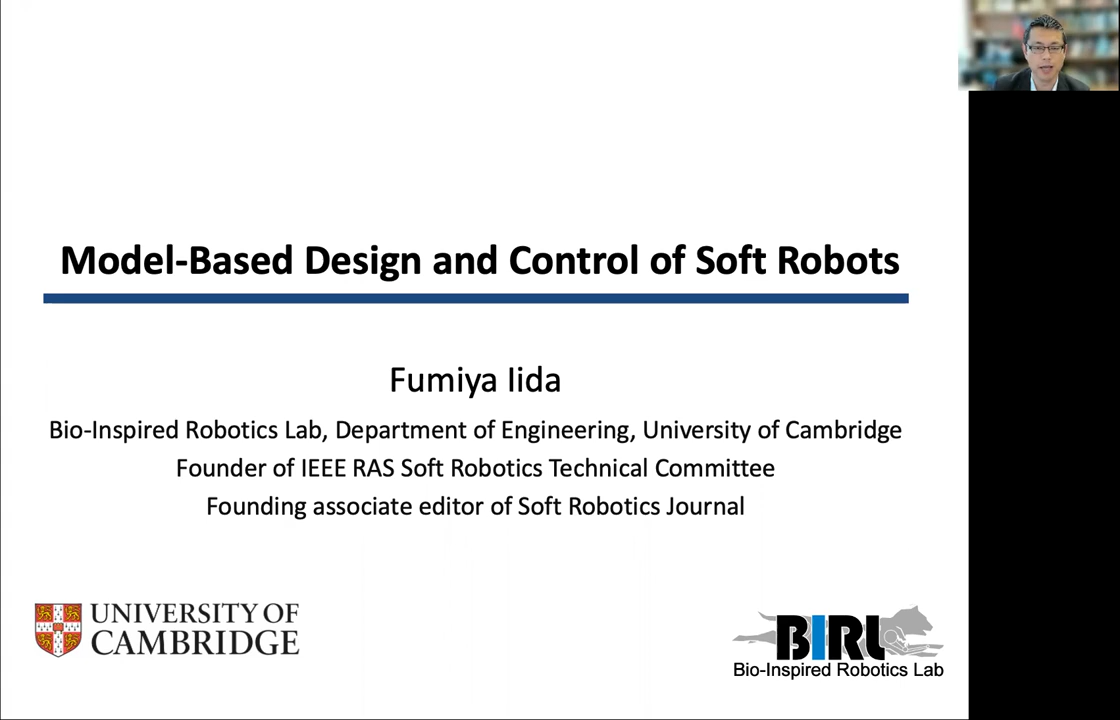 Model-Based Design and Control of Soft Robots
Fumiya Iida
Bio-Inspired Robotics Lab, Department of Engineering, University of Cambridge
Founder of IEEE RAS Soft Robotics Technical Committee
Founding associate editor of Soft Robotics Journal
UNIVERSITY OF
CAMBRIDGE
BIRL
Bio-Inspired Robotics Lab